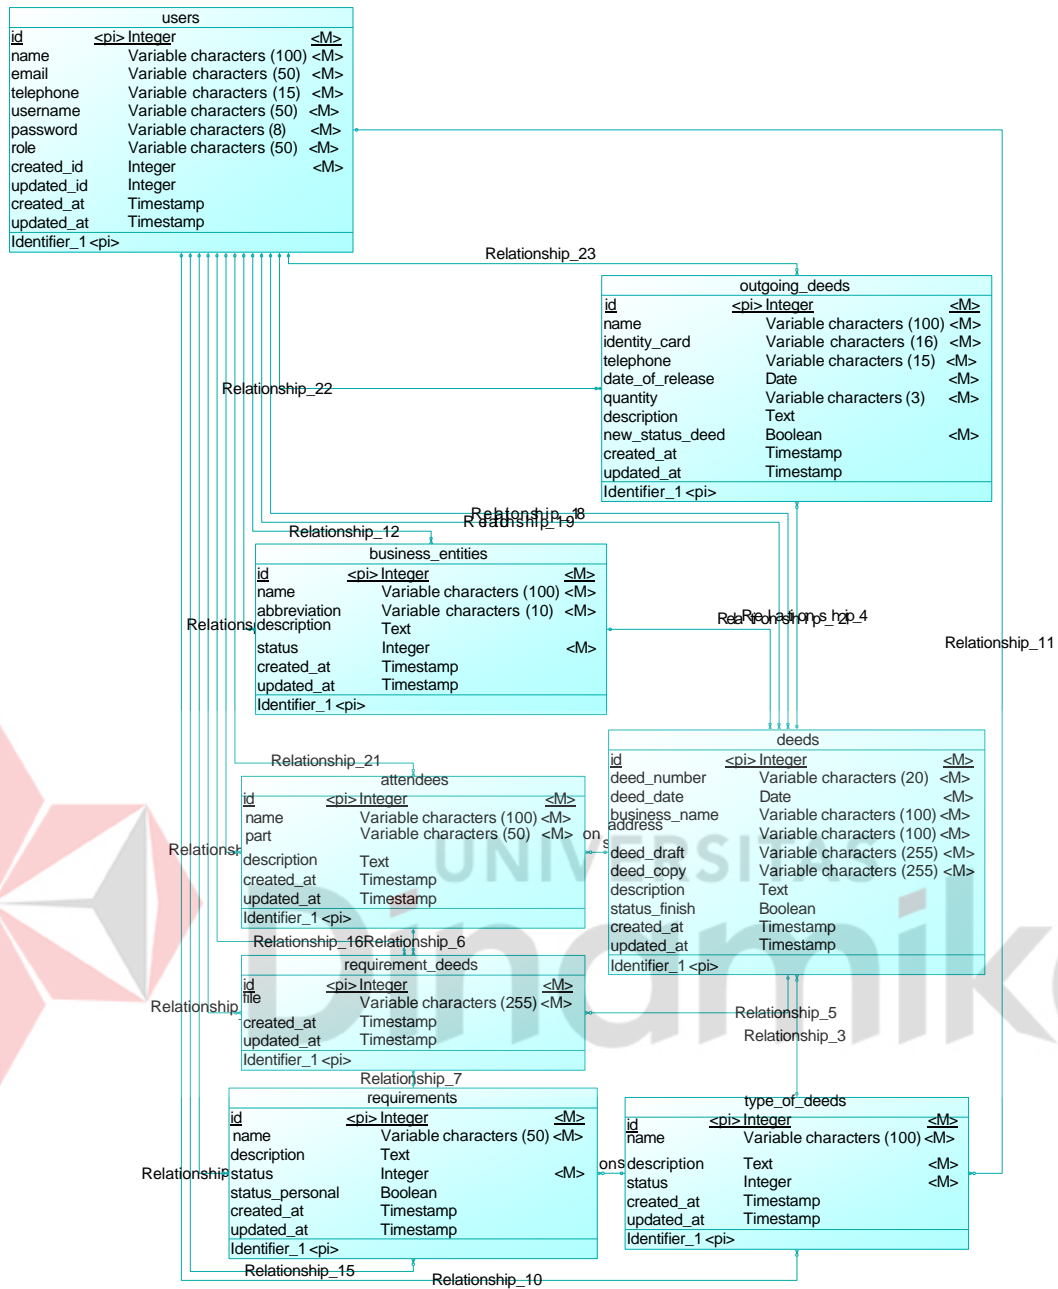 users
id <pi> Integer <M>
name Variable characters (100) <M>
email Variable characters (50) <M>
telephone Variable characters (15) <M>
username Variable characters (50) <M>
password Variable characters (8) <M>
role Variable characters (50) <M>
created_id Integer <M>
updated_id Integer
created_at Timestamp
updated_at Timestamp
Identifier_1 <pi>
Relationship_23
outgoing_deeds
id <pi> Integer <M>
name Variable characters (100) <M>
identity_card Variable characters (16) <M>
telephone Variable characters (15) <M>
date_of_release Date <M>
quantity Variable characters (3) <M>
description Text
new_status_deed Boolean <M>
created_at Timestamp
updated_at Timestamp
Identifier_1 <pi>
Relationship_22
Relationship_18
Relationship_19
Relationship_12
business_entities
id <pi> Integer <M>
name Variable characters (100) <M>
abbreviation Variable characters (10) <M>
description Text
status Integer <M>
created_at Timestamp
updated_at Timestamp
Identifier_1 <pi>
Relations
Relationship_2
Relationship_4
Relationship_11
deeds
id <pi> Integer <M>
deed_number Variable characters (20) <M>
deed_date Date <M>
business_name Variable characters (100) <M>
address Variable characters (100) <M>
deed_draft Variable characters (255) <M>
deed_copy Variable characters (255) <M>
description Text
status_finish Boolean
created_at Timestamp
updated_at Timestamp
Identifier_1 <pi>
Relationship_21
attendees
id <pi> Integer <M>
name Variable characters (100) <M>
part Variable characters (50) <M>
description Text
created_at Timestamp
updated_at Timestamp
Identifier_1 <pi>
on
UNIVERSITAS
Dinamika
Relationship_16
Relationship_6
requirement_deeds
id <pi> Integer <M>
file Variable characters (255) <M>
created_at Timestamp
updated_at Timestamp
Identifier_1 <pi>
Relationship_
Relationship_5
Relationship_3
Relationship_7
requirements
id <pi> Integer <M>
name Variable characters (50) <M>
description Text
status Integer <M>
status_personal Boolean
created_at Timestamp
updated_at Timestamp
Identifier_1 <pi>
Relationship
ons
type_of_deeds
id <pi> Integer <M>
name Variable characters (100) <M>
description Text <M>
status Integer <M>
created_at Timestamp
updated_at Timestamp
Identifier_1 <pi>
Relationship_15
Relationship_10